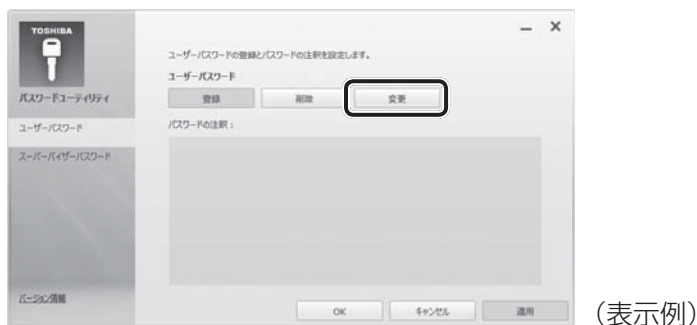 TOSHIBA
パスワードユーティリティ
ユーザーパスワード
スーパーバイザーパスワード
バージョン情報
ユーザーパスワードの登録とパスワードの注釈を設定します。
ユーザーパスワード
登録 削除 変更
パスワードの注釈：
OK キャンセル 適用
（表示例）